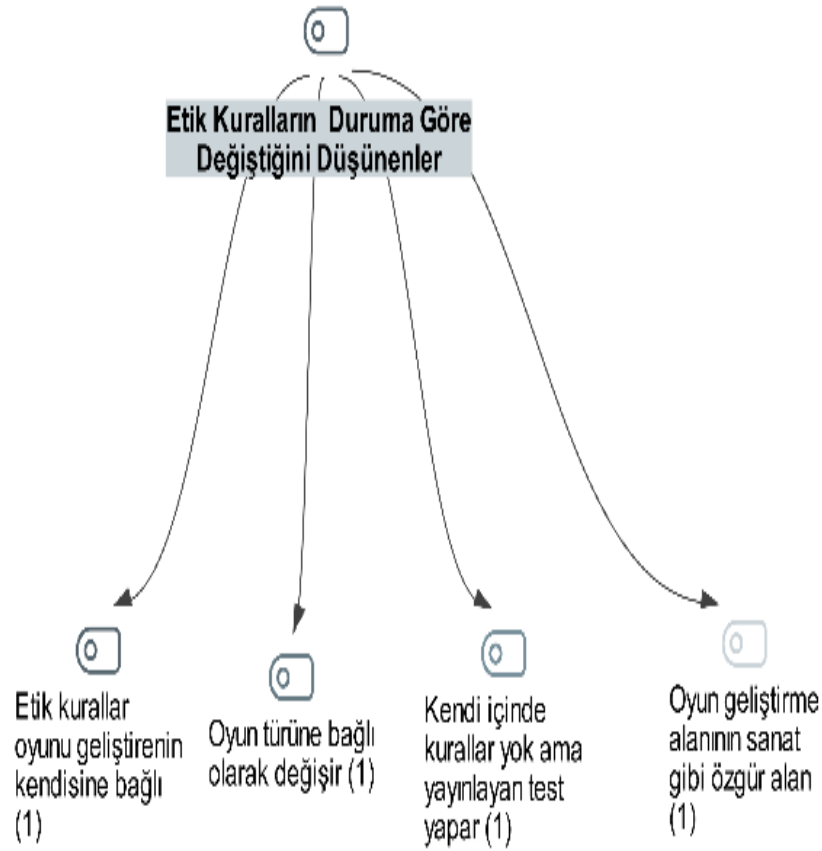 Etik Kuralların Duruma Göre
Değiştiğini Düşünenler
Etik kurallar
oyunu geliştirenin
kendisine bağlı
(1)
Oyun türüne bağlı
olarak değişir (1)
Kendi içinde
kurallar yok ama
yayınlayan test
yapar (1)
Oyun geliştirme
alanının sanat
gibi özgür alan
(1)